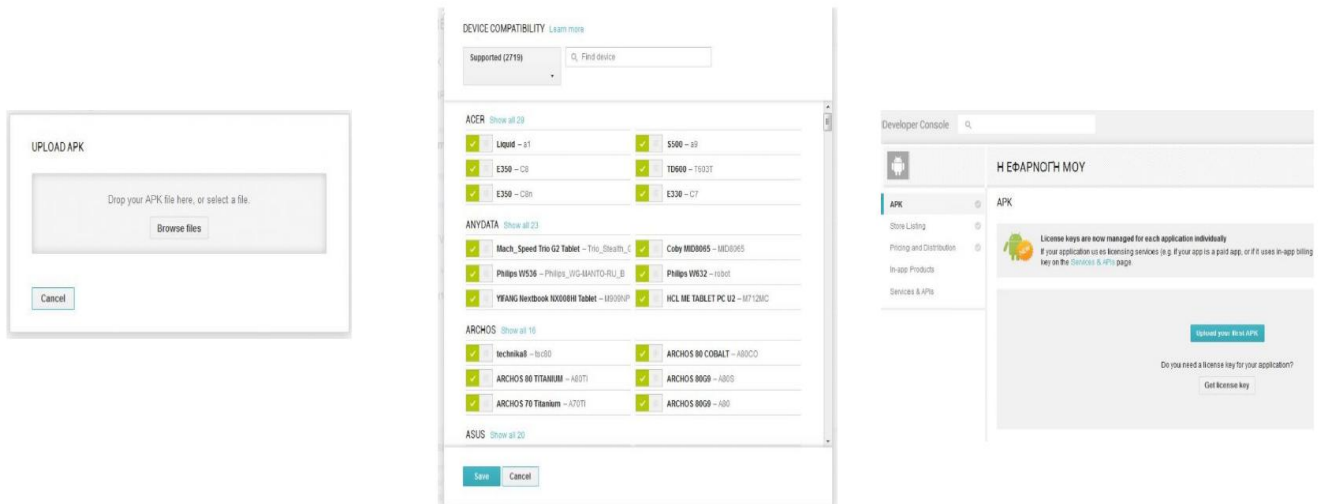 UPLOAD APK
Drop your APK file here, or select a file.
Browse files
Cancel
DEVICE COMPATIBILITY Learn more
Supported (2719)
Find device
ACER Show all 29
Liquid – a1
S500 – a9
E350 – C8
TD600 – T503T
E350 – C8n
E330 – C7
ANYDATA Show all 23
Mach_Speed Trio G2 Tablet – Trio_Stealth_
Coby MID8065 – MID8065
Philips W536 – Philips_WG-MANTO-RU_B
Philips W632 – robot
YIFANG Nextbook NX008HI Tablet – M909NP
HCL ME TABLET PC U2 – M712MC
ARCHOS Show all 16
technika8 – tsc80
ARCHOS 80 COBALT – A80CO
ARCHOS 80 TITANIUM – A80TI
ARCHOS 80G9 – A80S
ARCHOS 70 Titanium – A70TI
ARCHOS 80G9 – A80
ASUS Show all 20
Save
Cancel
Developer Console
Η ΕΦΑΡΝΟΓΉ ΜΟΥ
APK
Store Listing
Pricing and Distribution
In-app Products
Services & APIs
APK
License keys are now managed for each application individually
If your application uses licensing services (e.g. if your app is a paid app, or if it uses in-app billing
key on the Services & APIs page.
Upload your first APK
Do you need a license key for your application?
Get license key